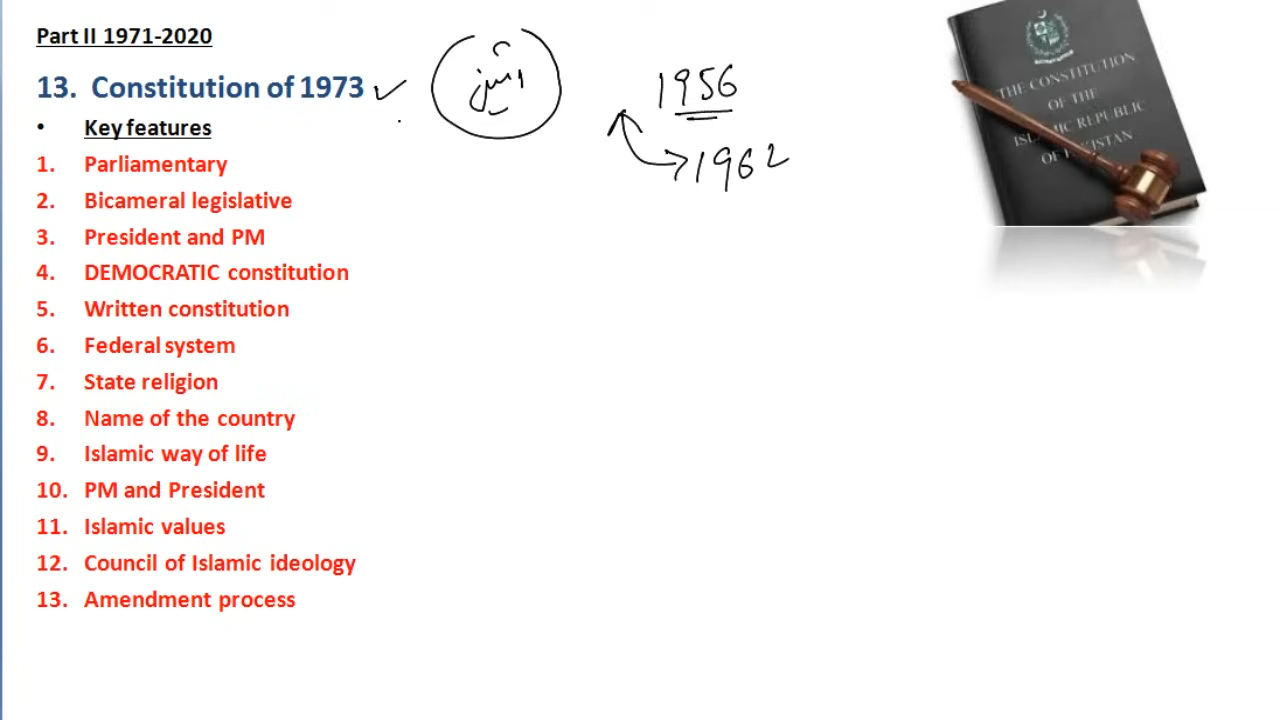 Part II 1971-2020
13. Constitution of 1973
• Key features
1. Parliamentary
2. Bicameral legislative
3. President and PM
4. DEMOCRATIC constitution
5. Written constitution
6. Federal system
7. State religion
8. Name of the country
9. Islamic way of life
10. PM and President
11. Islamic values
12. Council of Islamic ideology
13. Amendment process
1956
1962
THE CONSTITUTION
OF THE
ISLAMIC REPUBLIC
OF PAKISTAN